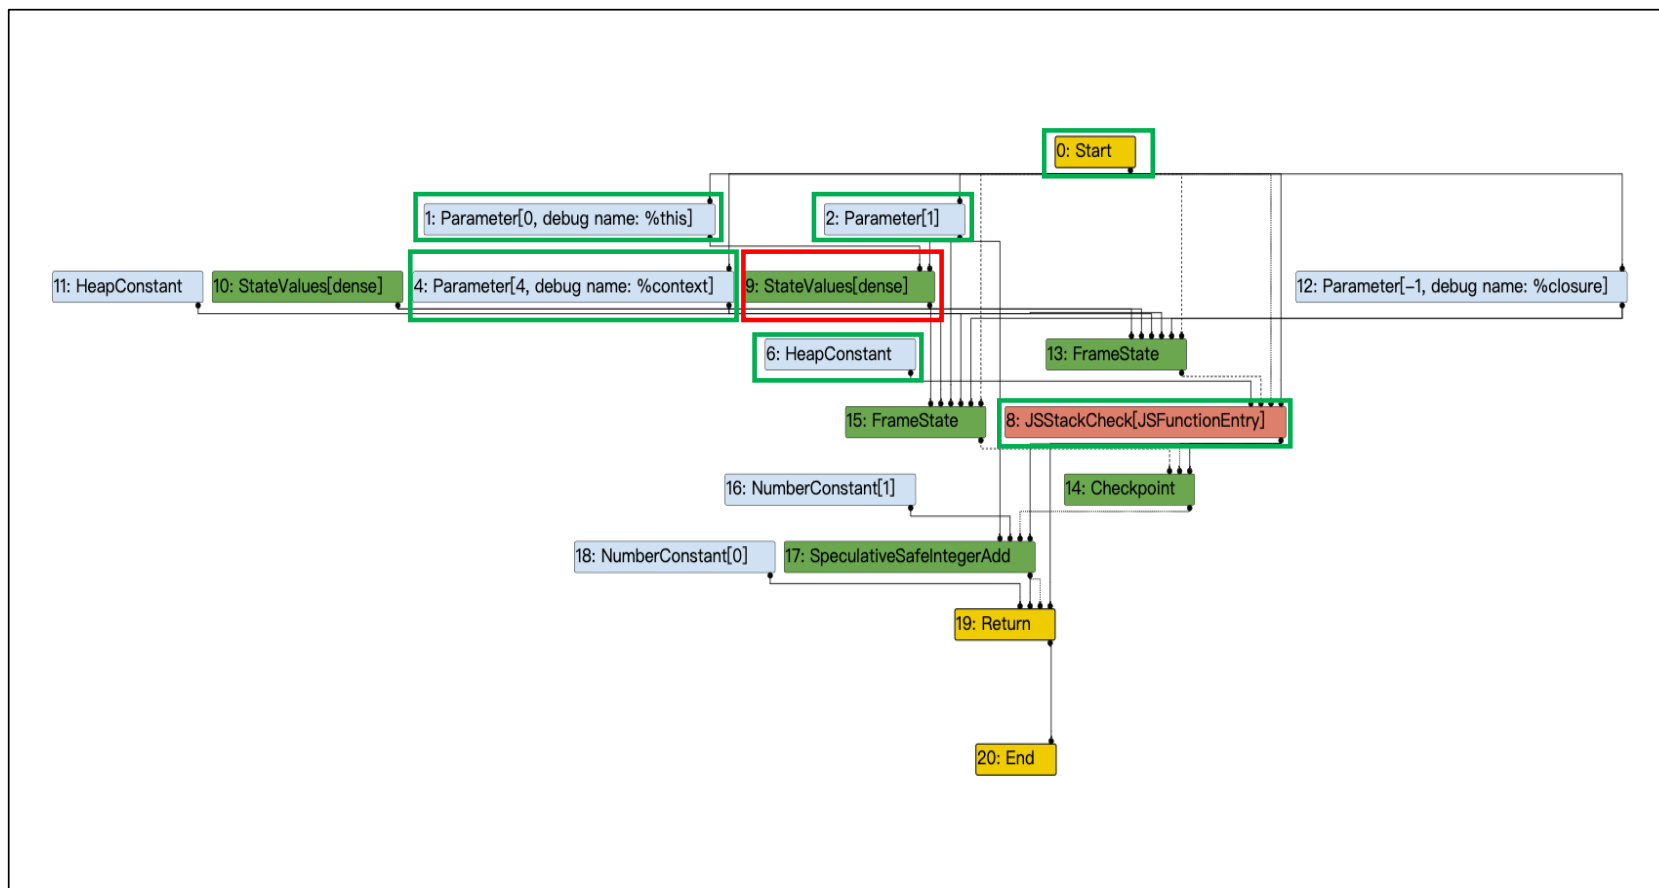 0: Start
1: Parameter[0, debug name: %this]
2: Parameter[1]
11: HeapConstant
10: StateValues[dense]
4: Parameter[4, debug name: %context]
9: StateValues[dense]
12: Parameter[–1, debug name: %closure]
6: HeapConstant
13: FrameState
15: FrameState
8: JSStackCheck[JSFunctionEntry]
16: NumberConstant[1]
14: Checkpoint
18: NumberConstant[0]
17: SpeculativeSafeIntegerAdd
19: Return
20: End